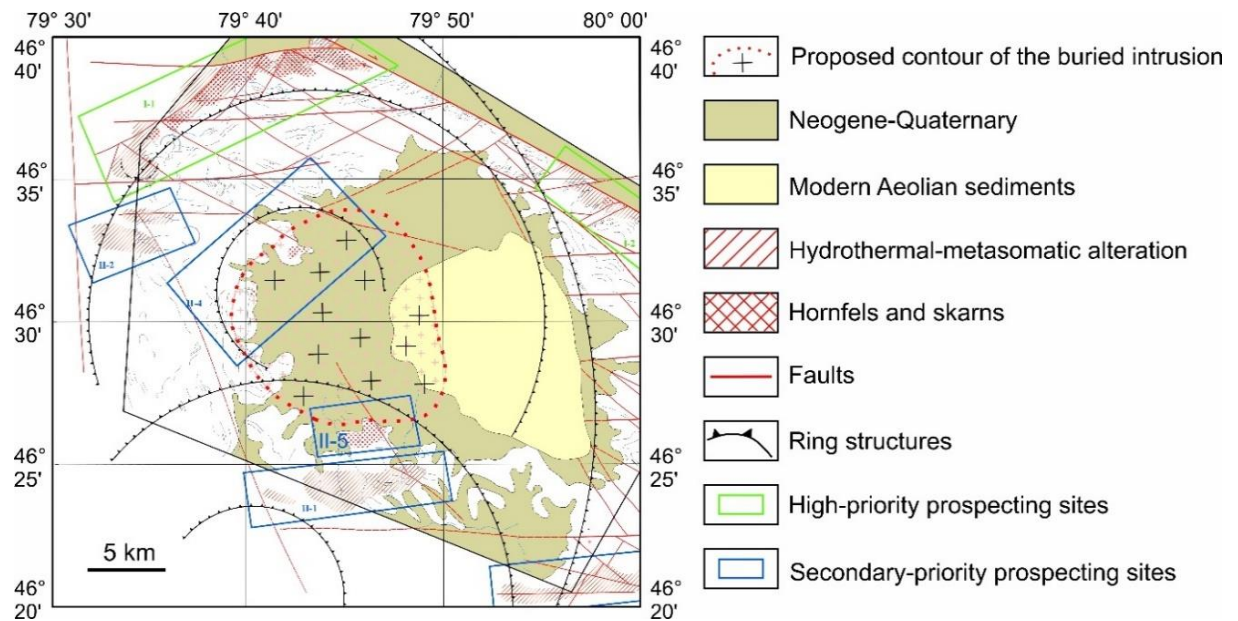 79° 30' 79° 40' 79° 50' 80° 00'
46° 40'
46° 40'
I-1
46° 35'
46° 35'
I-2
II-2
II-4
46° 30'
46° 30'
II-5
46° 25'
46° 25'
II-1
5 km
46° 20'
46° 20'
Proposed contour of the buried intrusion
Neogene-Quaternary
Modern Aeolian sediments
Hydrothermal-metasomatic alteration
Hornfels and skarns
Faults
Ring structures
High-priority prospecting sites
Secondary-priority prospecting sites